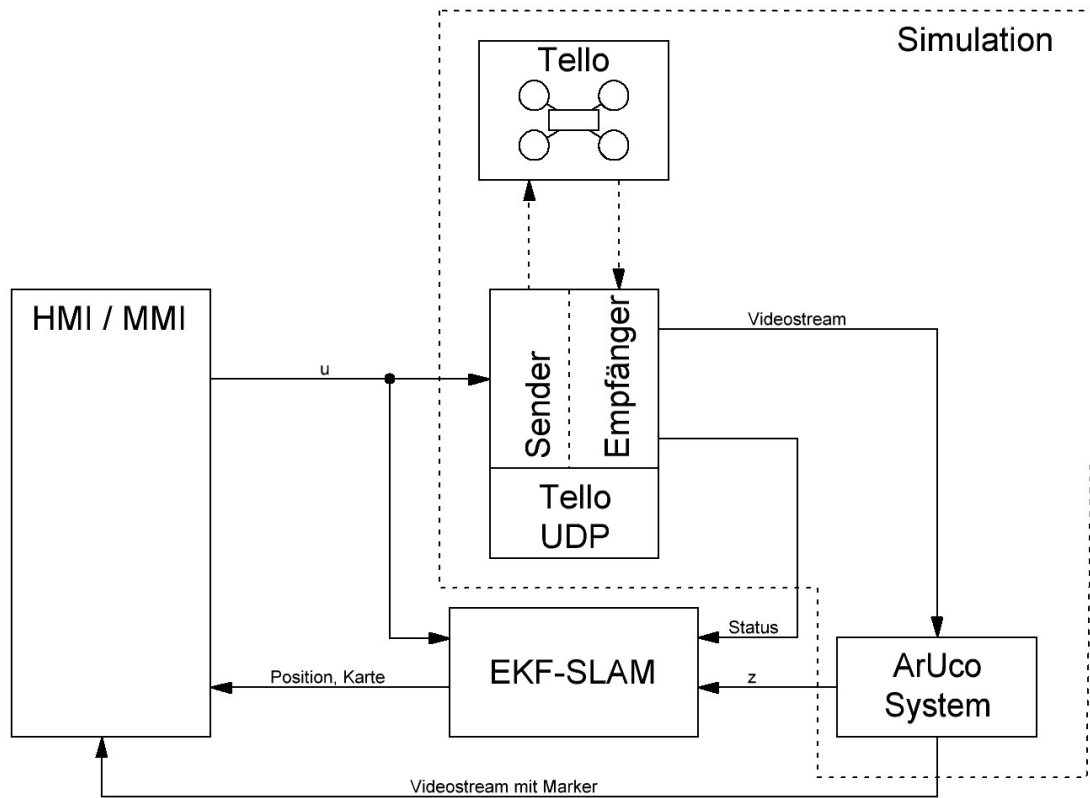 Simulation
Tello
HMI / MMI
Videostream
u
Sender
Empfänger
Tello
UDP
Status
EKF-SLAM
Position, Karte
z
ArUco
System
Videostream mit Marker